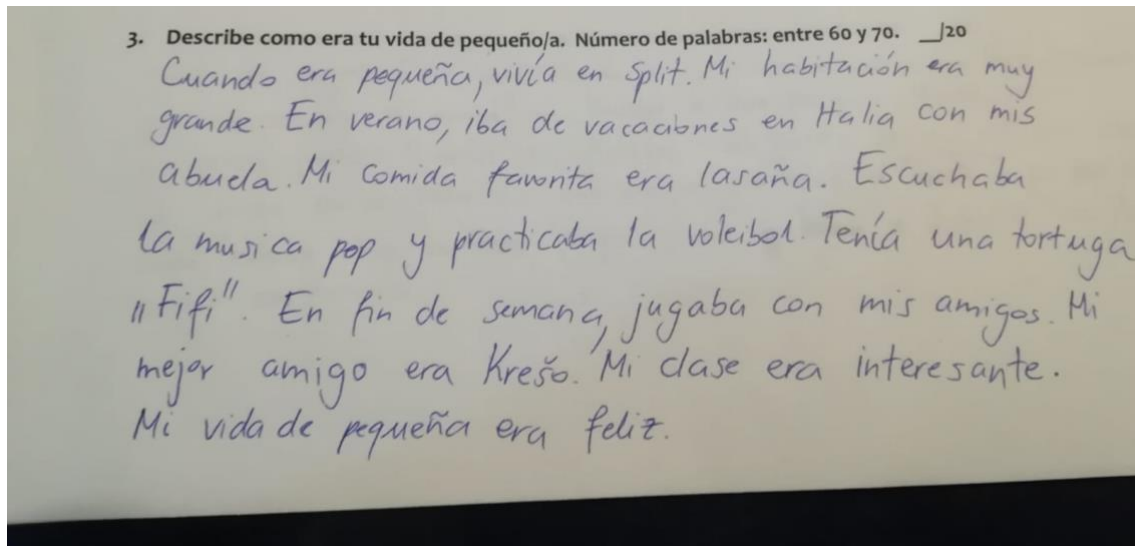 3. Describe como era tu vida de pequeño/a. Número de palabras: entre 60 y 70. __/20
Cuando era pequeña, vivía en Split. Mi habitación era muy
grande. En verano, iba de vacaciones en Italia con mis
abuela. Mi comida favorita era lasaña. Escuchaba
la musica pop y practicaba la voleibol. Tenía una tortuga
„Fifi". En fin de semana, jugaba con mis amigos. Mi
mejor amigo era Krešo. Mi clase era interesante.
Mi vida de pequeña era feliz.